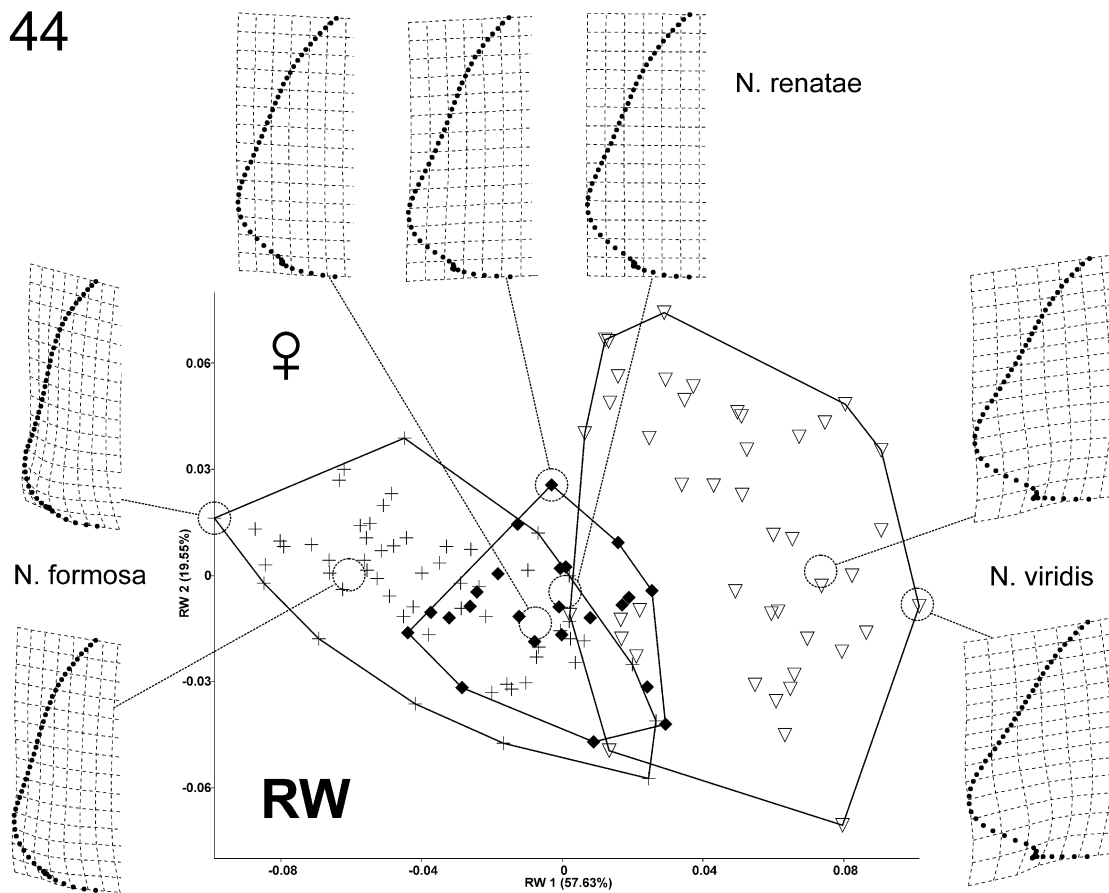 44
N. renatae
♀
0.06
0.03
0
-0.03
-0.06
RW 2 (19.55%)
N. formosa
N. viridis
RW
-0.08
-0.04
0
0.04
0.08
RW 1 (57.63%)